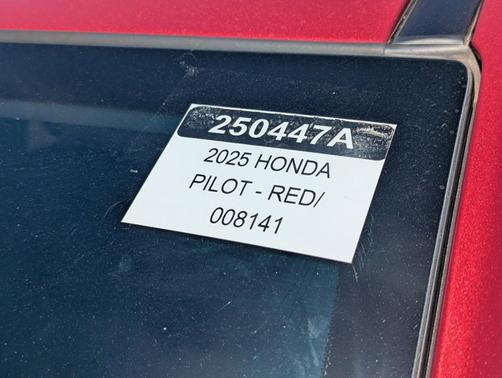 250447A
2025 HONDA
PILOT - RED/
008141